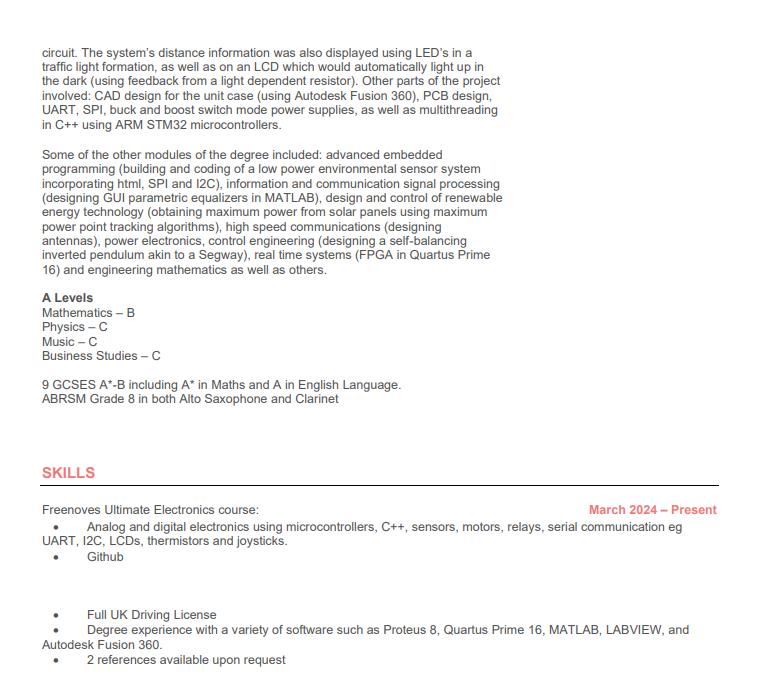 circuit. The system's distance information was also displayed using LED's in a
traffic light formation, as well as on an LCD which would automatically light up in
the dark (using feedback from a light dependent resistor). Other parts of the project
involved: CAD design for the unit case (using Autodesk Fusion 360), PCB design,
UART, SPI, buck and boost switch mode power supplies, as well as multithreading
in C++ using ARM STM32 microcontrollers.
Some of the other modules of the degree included: advanced embedded
programming (building and coding of a low power environmental sensor system
incorporating html, SPI and I2C), information and communication signal processing
(designing GUI parametric equalizers in MATLAB), design and control of renewable
energy technology (obtaining maximum power from solar panels using maximum
power point tracking algorithms), high speed communications (designing
antennas), power electronics, control engineering (designing a self-balancing
inverted pendulum akin to a Segway), real time systems (FPGA in Quartus Prime
16) and engineering mathematics as well as others.
A Levels
Mathematics – B
Physics – C
Music – C
Business Studies – C
9 GCSES A*-B including A* in Maths and A in English Language.
ABRSM Grade 8 in both Alto Saxophone and Clarinet
SKILLS
Freenoves Ultimate Electronics course: March 2024 – Present
• Analog and digital electronics using microcontrollers, C++, sensors, motors, relays, serial communication eg
UART, I2C, LCDs, thermistors and joysticks.
• Github
• Full UK Driving License
• Degree experience with a variety of software such as Proteus 8, Quartus Prime 16, MATLAB, LABVIEW, and
Autodesk Fusion 360.
• 2 references available upon request